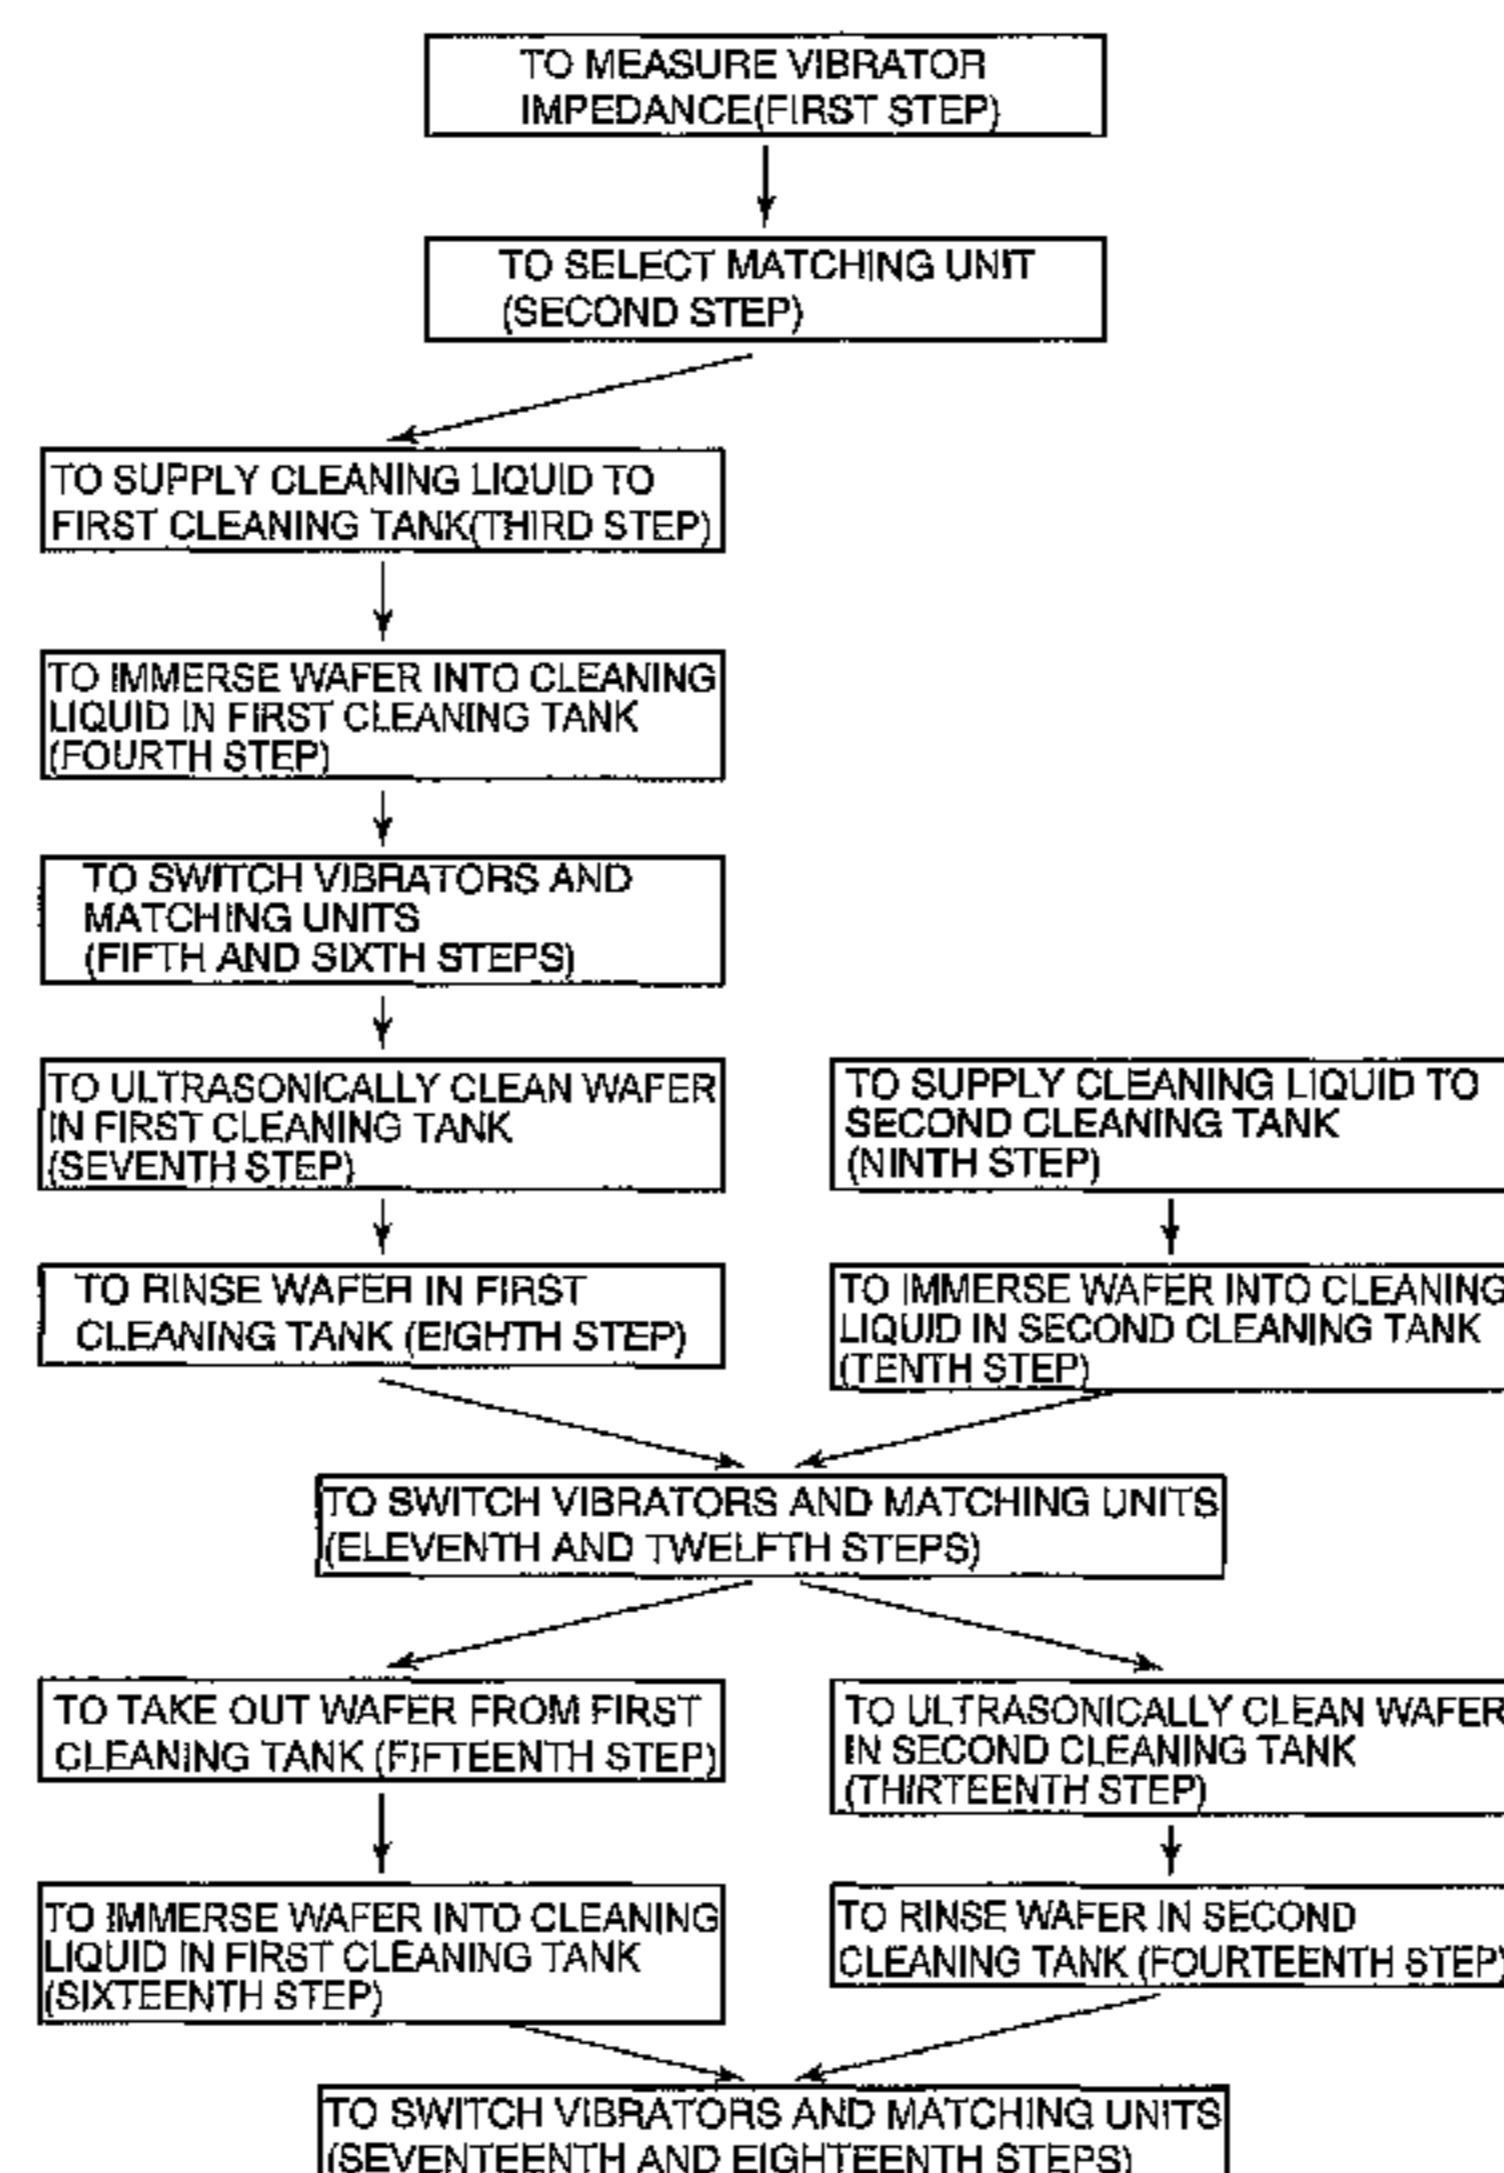 TO MEASURE VIBRATOR
IMPEDANCE(FIRST STEP)
TO SELECT MATCHING UNIT
(SECOND STEP)
TO SUPPLY CLEANING LIQUID TO
FIRST CLEANING TANK(THIRD STEP)
TO IMMERSE WAFER INTO CLEANING
LIQUID IN FIRST CLEANING TANK
(FOURTH STEP)
TO SWITCH VIBRATORS AND
MATCHING UNITS
(FIFTH AND SIXTH STEPS)
TO ULTRASONICALLY CLEAN WAFER
IN FIRST CLEANING TANK
(SEVENTH STEP)
TO SUPPLY CLEANING LIQUID TO
SECOND CLEANING TANK
(NINTH STEP)
TO RINSE WAFER IN FIRST
CLEANING TANK (EIGHTH STEP)
TO IMMERSE WAFER INTO CLEANING
LIQUID IN SECOND CLEANING TANK
(TENTH STEP)
TO SWITCH VIBRATORS AND MATCHING UNITS
(ELEVENTH AND TWELFTH STEPS)
TO TAKE OUT WAFER FROM FIRST
CLEANING TANK (FIFTEENTH STEP)
TO ULTRASONICALLY CLEAN WAFER
IN SECOND CLEANING TANK
(THIRTEENTH STEP)
TO IMMERSE WAFER INTO CLEANING
LIQUID IN FIRST CLEANING TANK
(SIXTEENTH STEP)
TO RINSE WAFER IN SECOND
CLEANING TANK (FOURTEENTH STEP)
TO SWITCH VIBRATORS AND MATCHING UNITS
(SEVENTEENTH AND EIGHTEENTH STEPS)